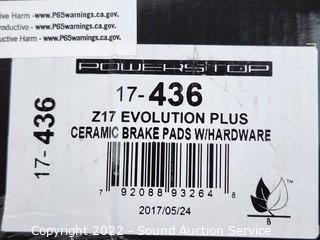 ctive Harm - www.P65warnings.ca.gov.
roductivo - www.P65Warnings.ca.gov.
uctive Harm - www.P65Warnings.ca.gov.
POWERSTOP
17-436
17-436
Z17 EVOLUTION PLUS
CERAMIC BRAKE PADS W/HARDWARE
7 92088 93264 8
TM
2017/05/24
B
Copyright 2022 - Sound Auction Service